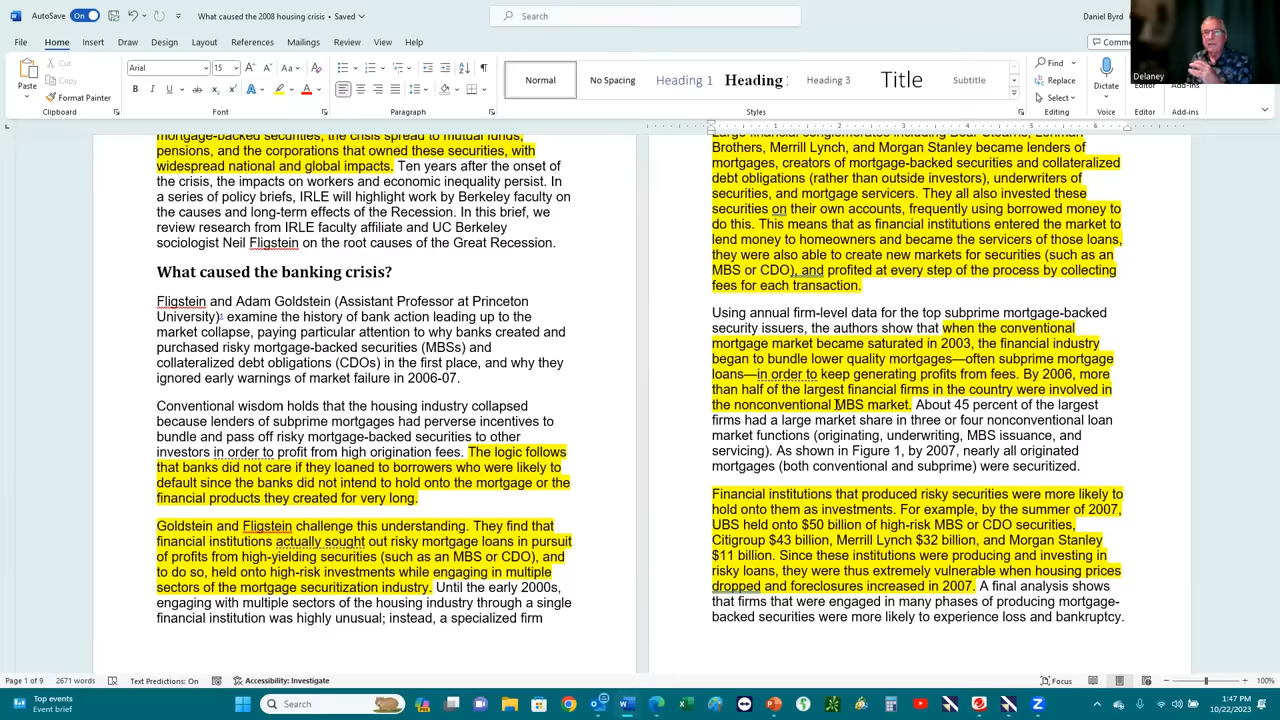 AutoSave
On
What caused the 2008 housing crisis • Saved
Search
Daniel Byrd
File
Home
Insert
Draw
Design
Layout
References
Mailings
Review
View
Help
Comme
Paste
Cut
Copy
Format Painter
Clipboard
Arial
15
Font
Paragraph
Normal
No Spacing
Heading 1
Heading
Heading 3
Title
Subtitle
Styles
Find
Replace
Select
Editing
Dictate
Voice
Editor
Editor
Add-ins
Add-ins
Delaney
mortgage-backed securities, the crisis spread to mutual funds,
pensions, and the corporations that owned these securities, with
widespread national and global impacts. Ten years after the onset of
the crisis, the impacts on workers and economic inequality persist. In
a series of policy briefs, IRLE will highlight work by Berkeley faculty on
the causes and long-term effects of the Recession. In this brief, we
review research from IRLE faculty affiliate and UC Berkeley
sociologist Neil Fligstein on the root causes of the Great Recession.
What caused the banking crisis?
Fligstein and Adam Goldstein (Assistant Professor at Princeton
University) examine the history of bank action leading up to the
market collapse, paying particular attention to why banks created and
purchased risky mortgage-backed securities (MBSs) and
collateralized debt obligations (CDOs) in the first place, and why they
ignored early warnings of market failure in 2006-07.
Conventional wisdom holds that the housing industry collapsed
because lenders of subprime mortgages had perverse incentives to
bundle and pass off risky mortgage-backed securities to other
investors in order to profit from high origination fees. The logic follows
that banks did not care if they loaned to borrowers who were likely to
default since the banks did not intend to hold onto the mortgage or the
financial products they created for very long.
Goldstein and Fligstein challenge this understanding. They find that
financial institutions actually sought out risky mortgage loans in pursuit
of profits from high-yielding securities (such as an MBS or CDO), and
to do so, held onto high-risk investments while engaging in multiple
sectors of the mortgage securitization industry. Until the early 2000s,
engaging with multiple sectors of the housing industry through a single
financial institution was highly unusual; instead, a specialized firm
Large financial conglomerates including Bear Stearns, Lehman
Brothers, Merrill Lynch, and Morgan Stanley became lenders of
mortgages, creators of mortgage-backed securities and collateralized
debt obligations (rather than outside investors), underwriters of
securities, and mortgage servicers. They all also invested these
securities on their own accounts, frequently using borrowed money to
do this. This means that as financial institutions entered the market to
lend money to homeowners and became the servicers of those loans,
they were also able to create new markets for securities (such as an
MBS or CDO), and profited at every step of the process by collecting
fees for each transaction.
Using annual firm-level data for the top subprime mortgage-backed
security issuers, the authors show that when the conventional
mortgage market became saturated in 2003, the financial industry
began to bundle lower quality mortgages—often subprime mortgage
loans—in order to keep generating profits from fees. By 2006, more
than half of the largest financial firms in the country were involved in
the nonconventional MBS market. About 45 percent of the largest
firms had a large market share in three or four nonconventional loan
market functions (originating, underwriting, MBS issuance, and
servicing). As shown in Figure 1, by 2007, nearly all originated
mortgages (both conventional and subprime) were securitized.
Financial institutions that produced risky securities were more likely to
hold onto them as investments. For example, by the summer of 2007,
UBS held onto $50 billion of high-risk MBS or CDO securities,
Citigroup $43 billion, Merrill Lynch $32 billion, and Morgan Stanley
$11 billion. Since these institutions were producing and investing in
risky loans, they were thus extremely vulnerable when housing prices
dropped and foreclosures increased in 2007. A final analysis shows
that firms that were engaged in many phases of producing mortgage-
backed securities were more likely to experience loss and bankruptcy.
Page 1 of 9
2671 words
Text Predictions: On
Accessibility: Investigate
Focus
100%
Top events
Event brief
Search
1:47 PM
10/22/2023